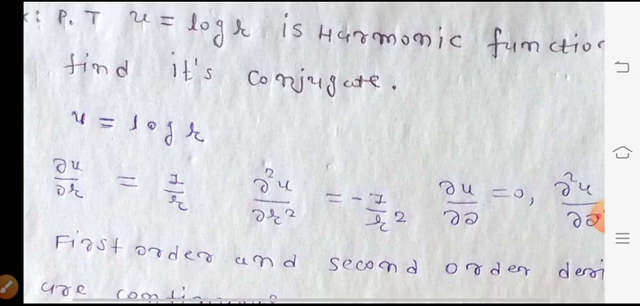 : P. T u = log r is Harmonic function
find it's conjugate.
u = log r
∂u/∂r = 1/r ∂²u/∂r² = - 1/r² ∂u/∂θ = 0, ∂²u/∂θ
First order and second order deri
are